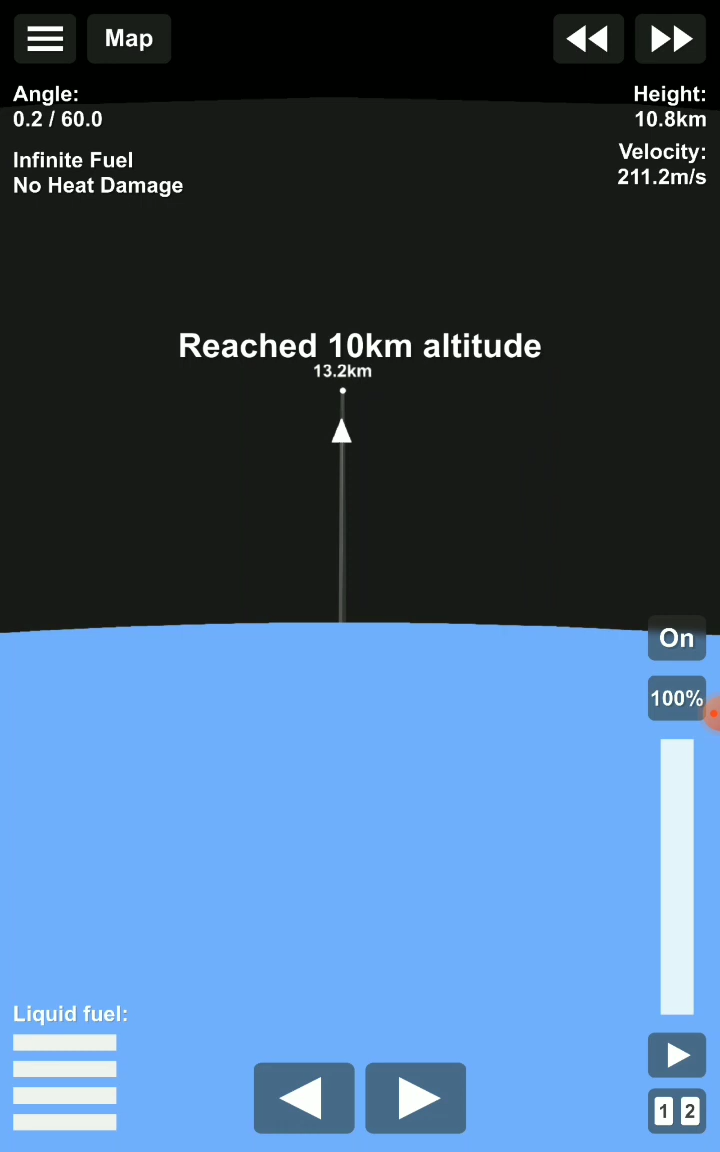 Map
Angle:
0.2 / 60.0
Infinite Fuel
No Heat Damage
Height:
10.8km
Velocity:
211.2m/s
Reached 10km altitude
13.2km
On
100%
Liquid fuel:
1 2